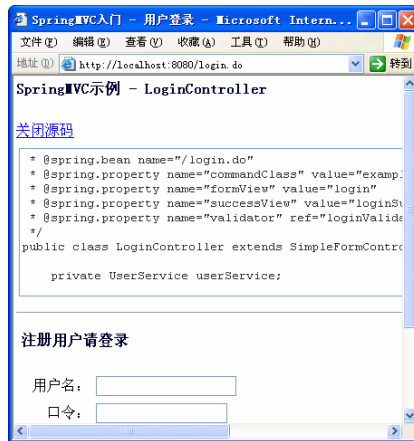 SpringMVC入门 - 用户登录 - Microsoft Intern...
文件(F) 编辑(E) 查看(V) 收藏(A) 工具(T) 帮助(H)
地址(D) http://localhost:8080/login.do 转到
SpringMVC示例 - LoginController
关闭源码
* @spring.bean name="/login.do"
* @spring.property name="commandClass" value="examp
* @spring.property name="formView" value="login"
* @spring.property name="successView" value="loginSu
* @spring.property name="validator" ref="loginValida
*/
public class LoginController extends SimpleFormContro
private UserService userService;
注册用户请登录
用户名:
口令: